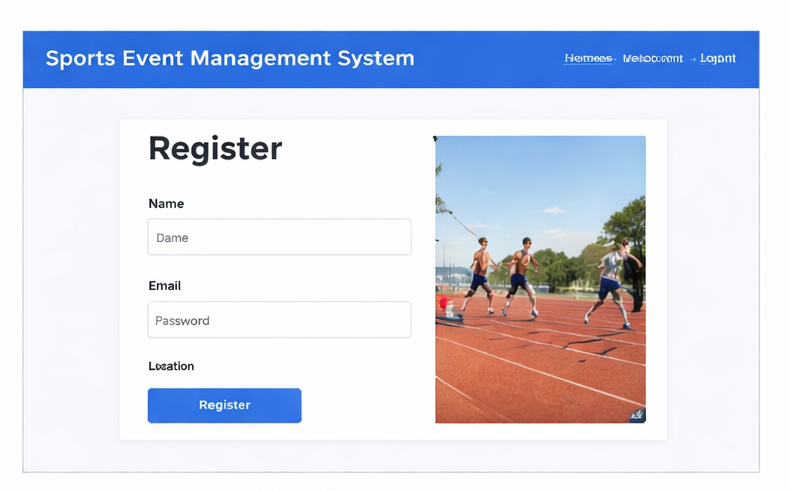 Sports Event Management System
Register
Name
Dame
Email
Password
Location
Register